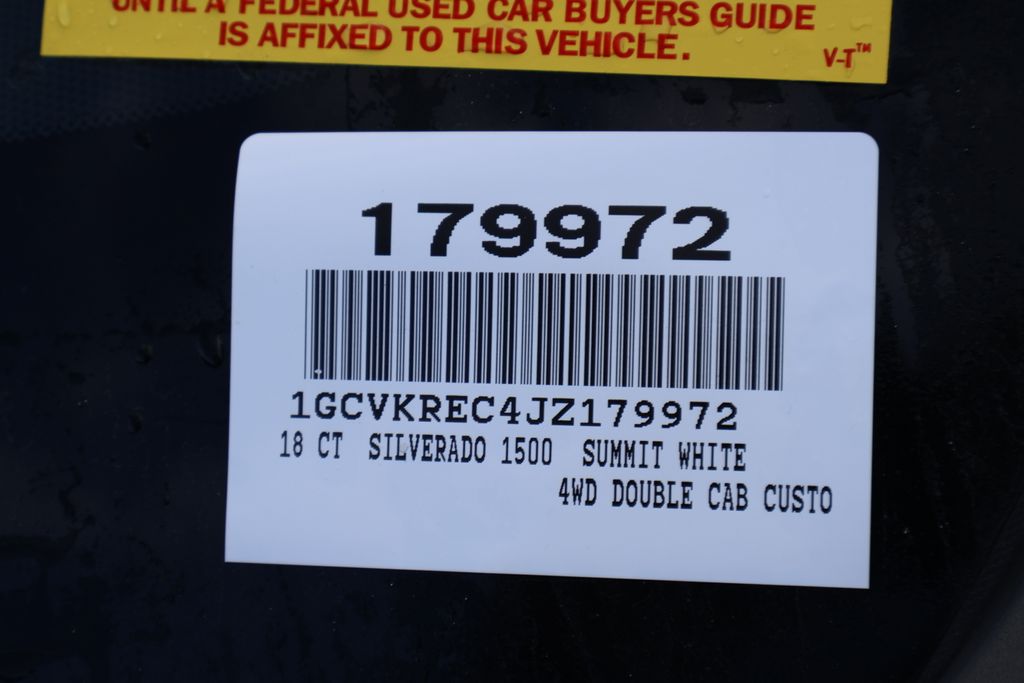 UNTIL A FEDERAL USED CAR BUYERS GUIDE
IS AFFIXED TO THIS VEHICLE.
V-T™
179972
1GCVKREC4JZ179972
18 CT SILVERADO 1500 SUMMIT WHITE
4WD DOUBLE CAB CUSTO